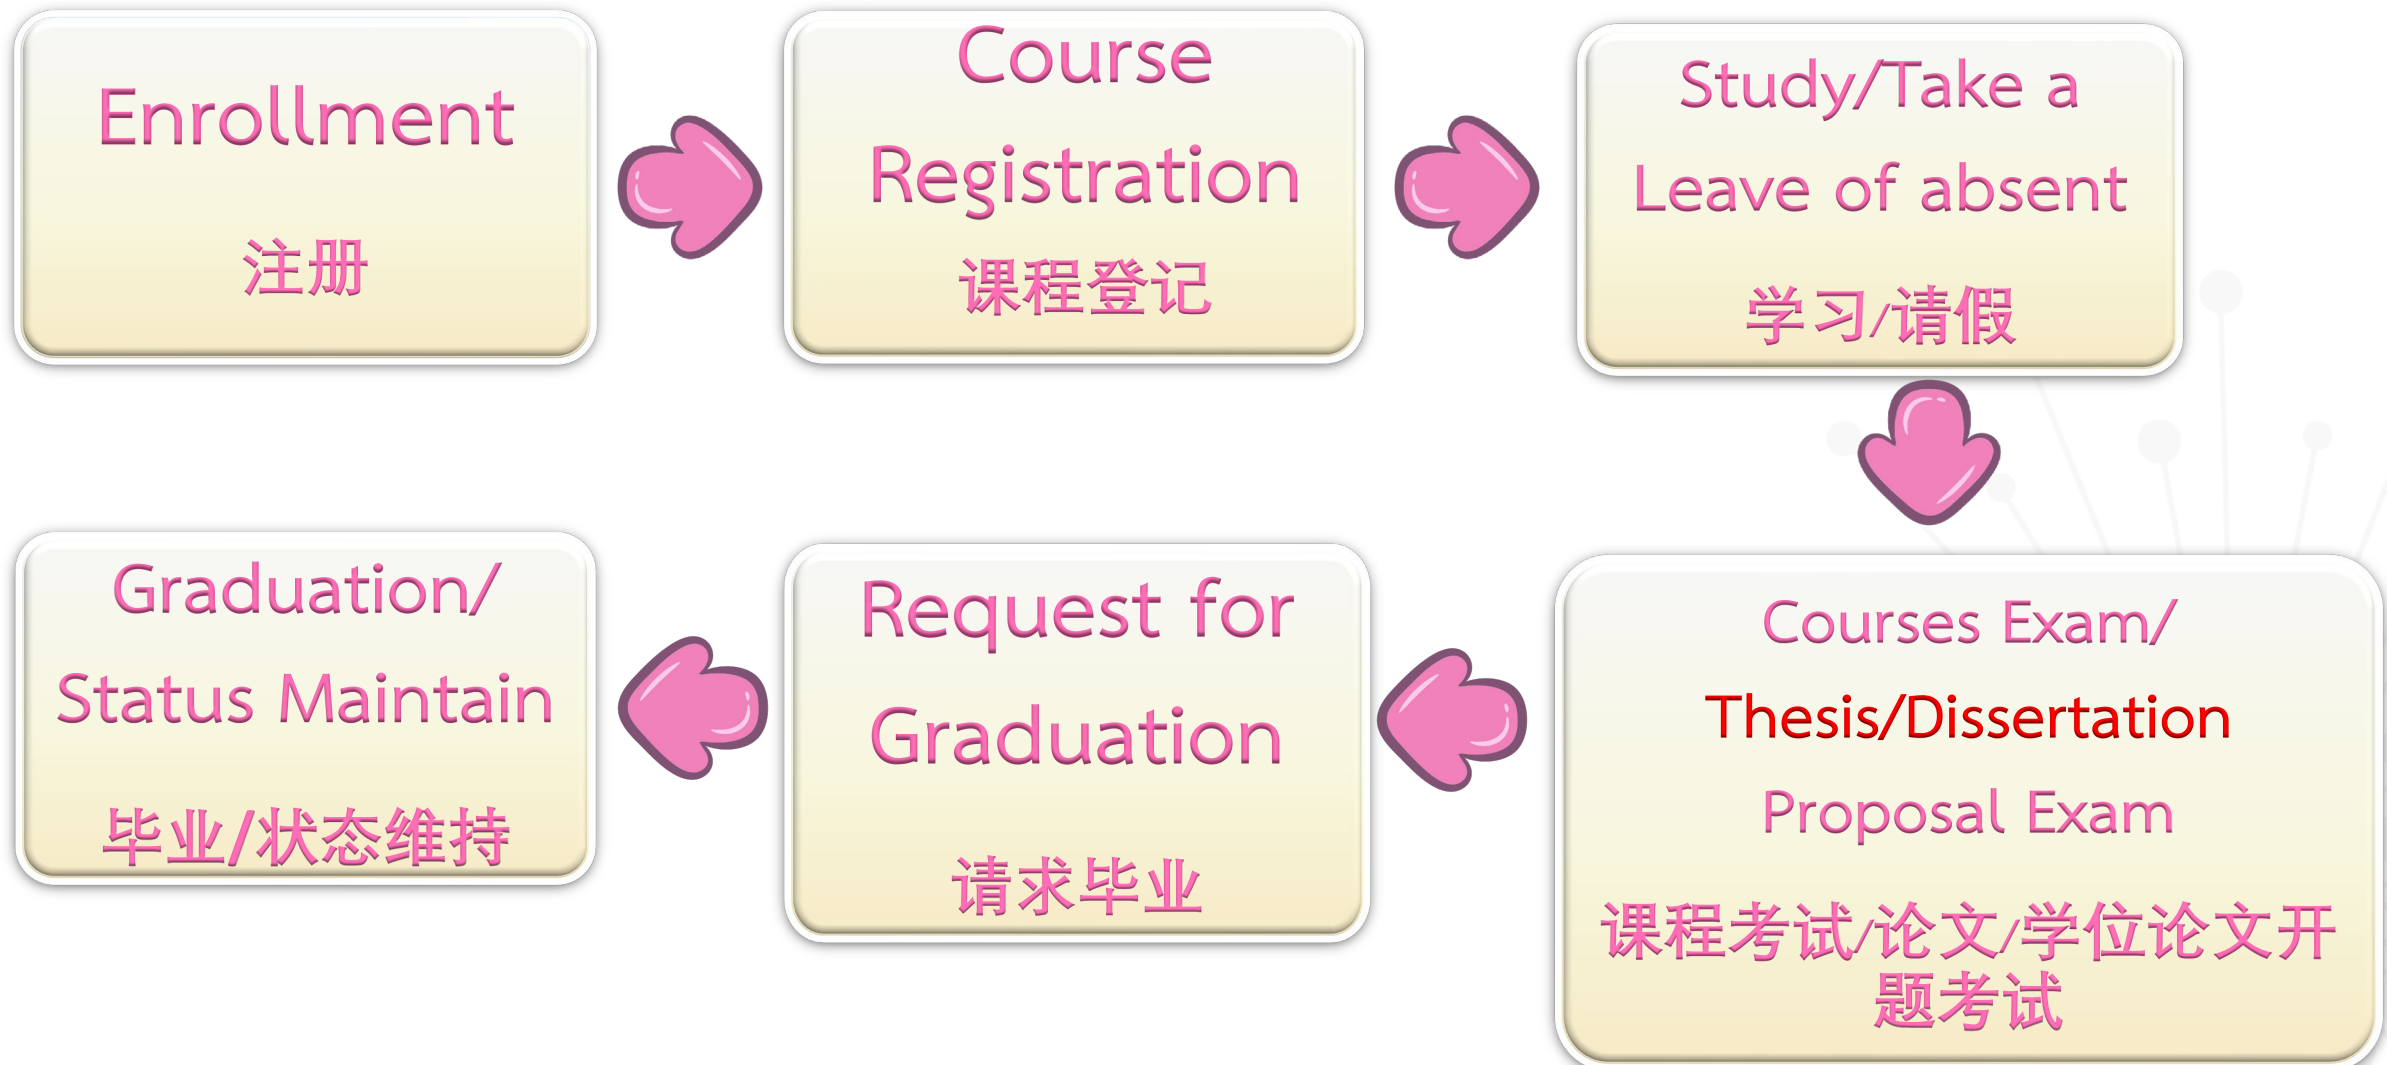 Enrollment
注册
Course
Registration
课程登记
Study/Take a
Leave of absent
学习/请假
Courses Exam/
Thesis/Dissertation
Proposal Exam
课程考试/论文/学位论文开
题考试
Request for
Graduation
请求毕业
Graduation/
Status Maintain
毕业/状态维持